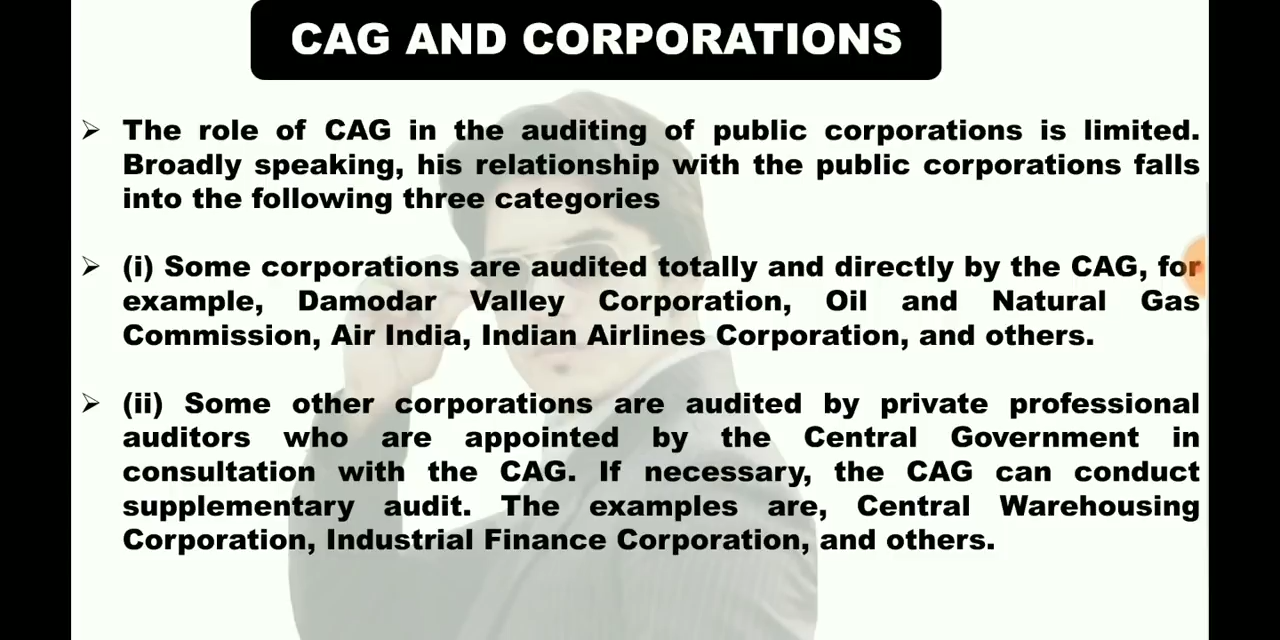 CAG AND CORPORATIONS
➢ The role of CAG in the auditing of public corporations is limited.
Broadly speaking, his relationship with the public corporations falls
into the following three categories
➢ (i) Some corporations are audited totally and directly by the CAG, for
example, Damodar Valley Corporation, Oil and Natural Gas
Commission, Air India, Indian Airlines Corporation, and others.
➢ (ii) Some other corporations are audited by private professional
auditors who are appointed by the Central Government in
consultation with the CAG. If necessary, the CAG can conduct
supplementary audit. The examples are, Central Warehousing
Corporation, Industrial Finance Corporation, and others.